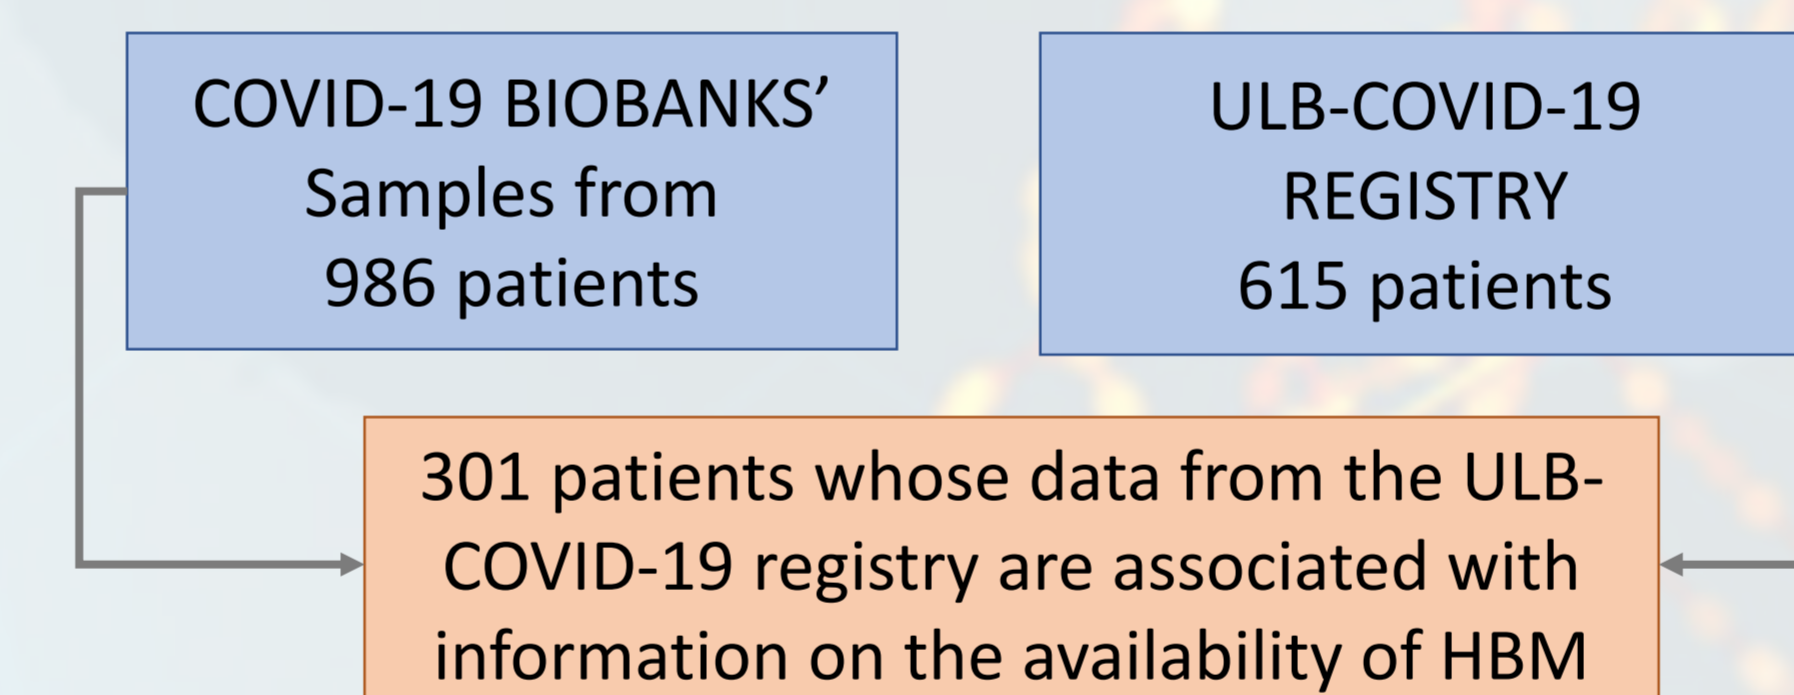 COVID-19 BIOBANKS’
Samples from
986 patients
ULB-COVID-19
REGISTRY
615 patients
301 patients whose data from the ULB-
COVID-19 registry are associated with
information on the availability of HBM